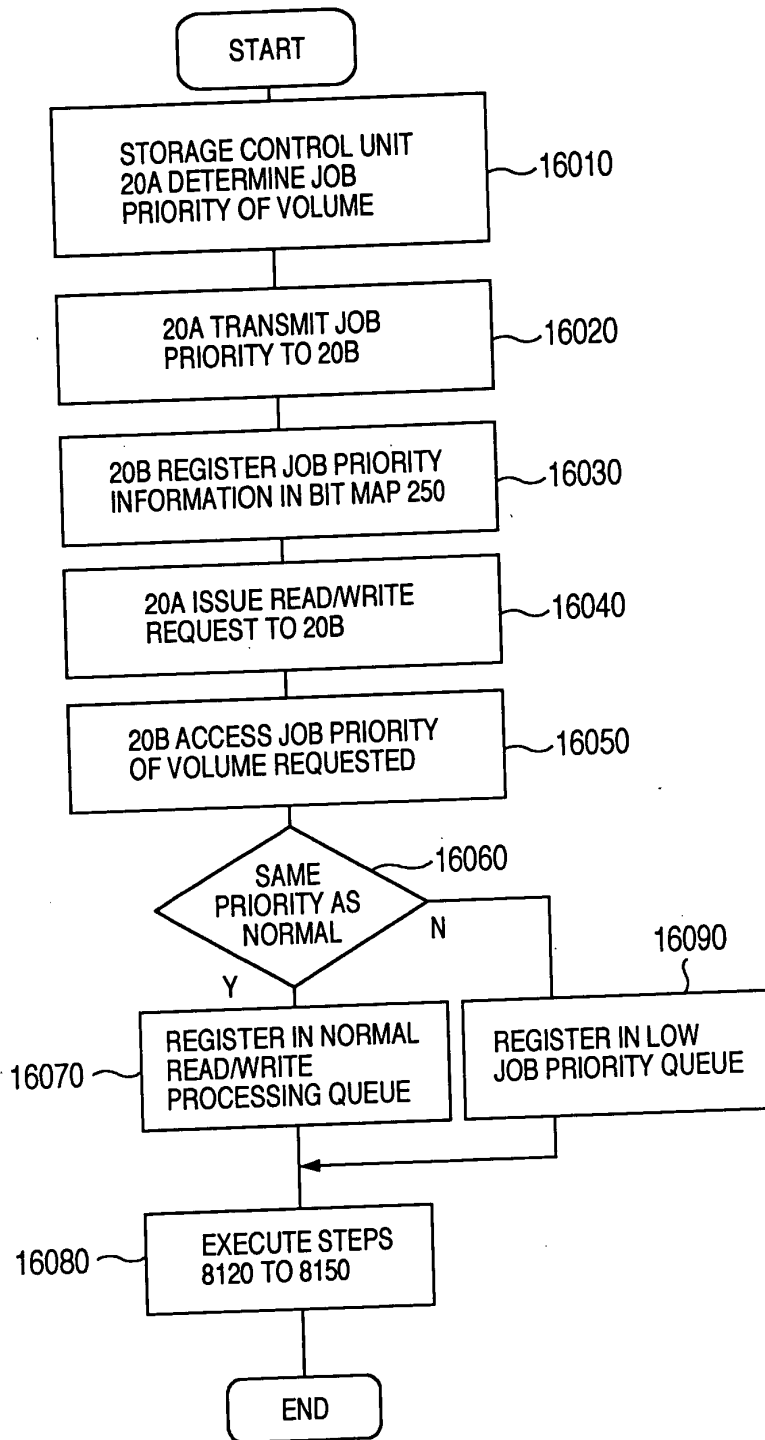 START
STORAGE CONTROL UNIT
20A DETERMINE JOB
PRIORITY OF VOLUME
16010
20A TRANSMIT JOB
PRIORITY TO 20B
16020
20B REGISTER JOB PRIORITY
INFORMATION IN BIT MAP 250
16030
20A ISSUE READ/WRITE
REQUEST TO 20B
16040
20B ACCESS JOB PRIORITY
OF VOLUME REQUESTED
16050
SAME
PRIORITY AS
NORMAL
16060
N
Y
16090
REGISTER IN NORMAL
READ/WRITE
PROCESSING QUEUE
16070
REGISTER IN LOW
JOB PRIORITY QUEUE
EXECUTE STEPS
8120 TO 8150
16080
END